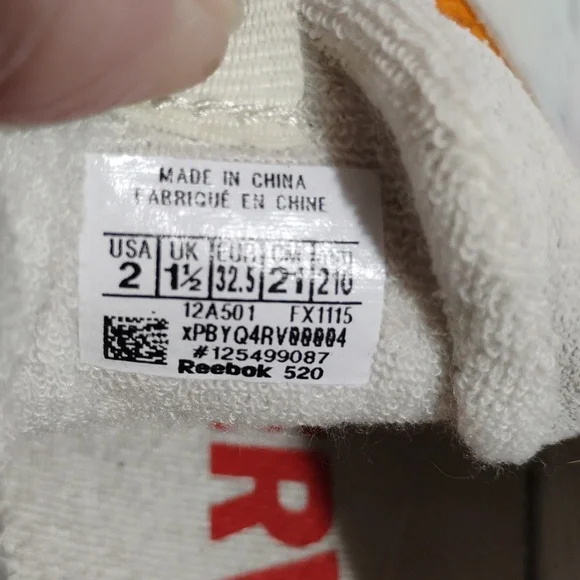 MADE IN CHINA
FABRIQUÉ EN CHINE
USA UK EUR CM
2 1½ 32.5 21 210
12A501 FX1115
xPBYQ4RV00004
#125499087
Reebok 520
R